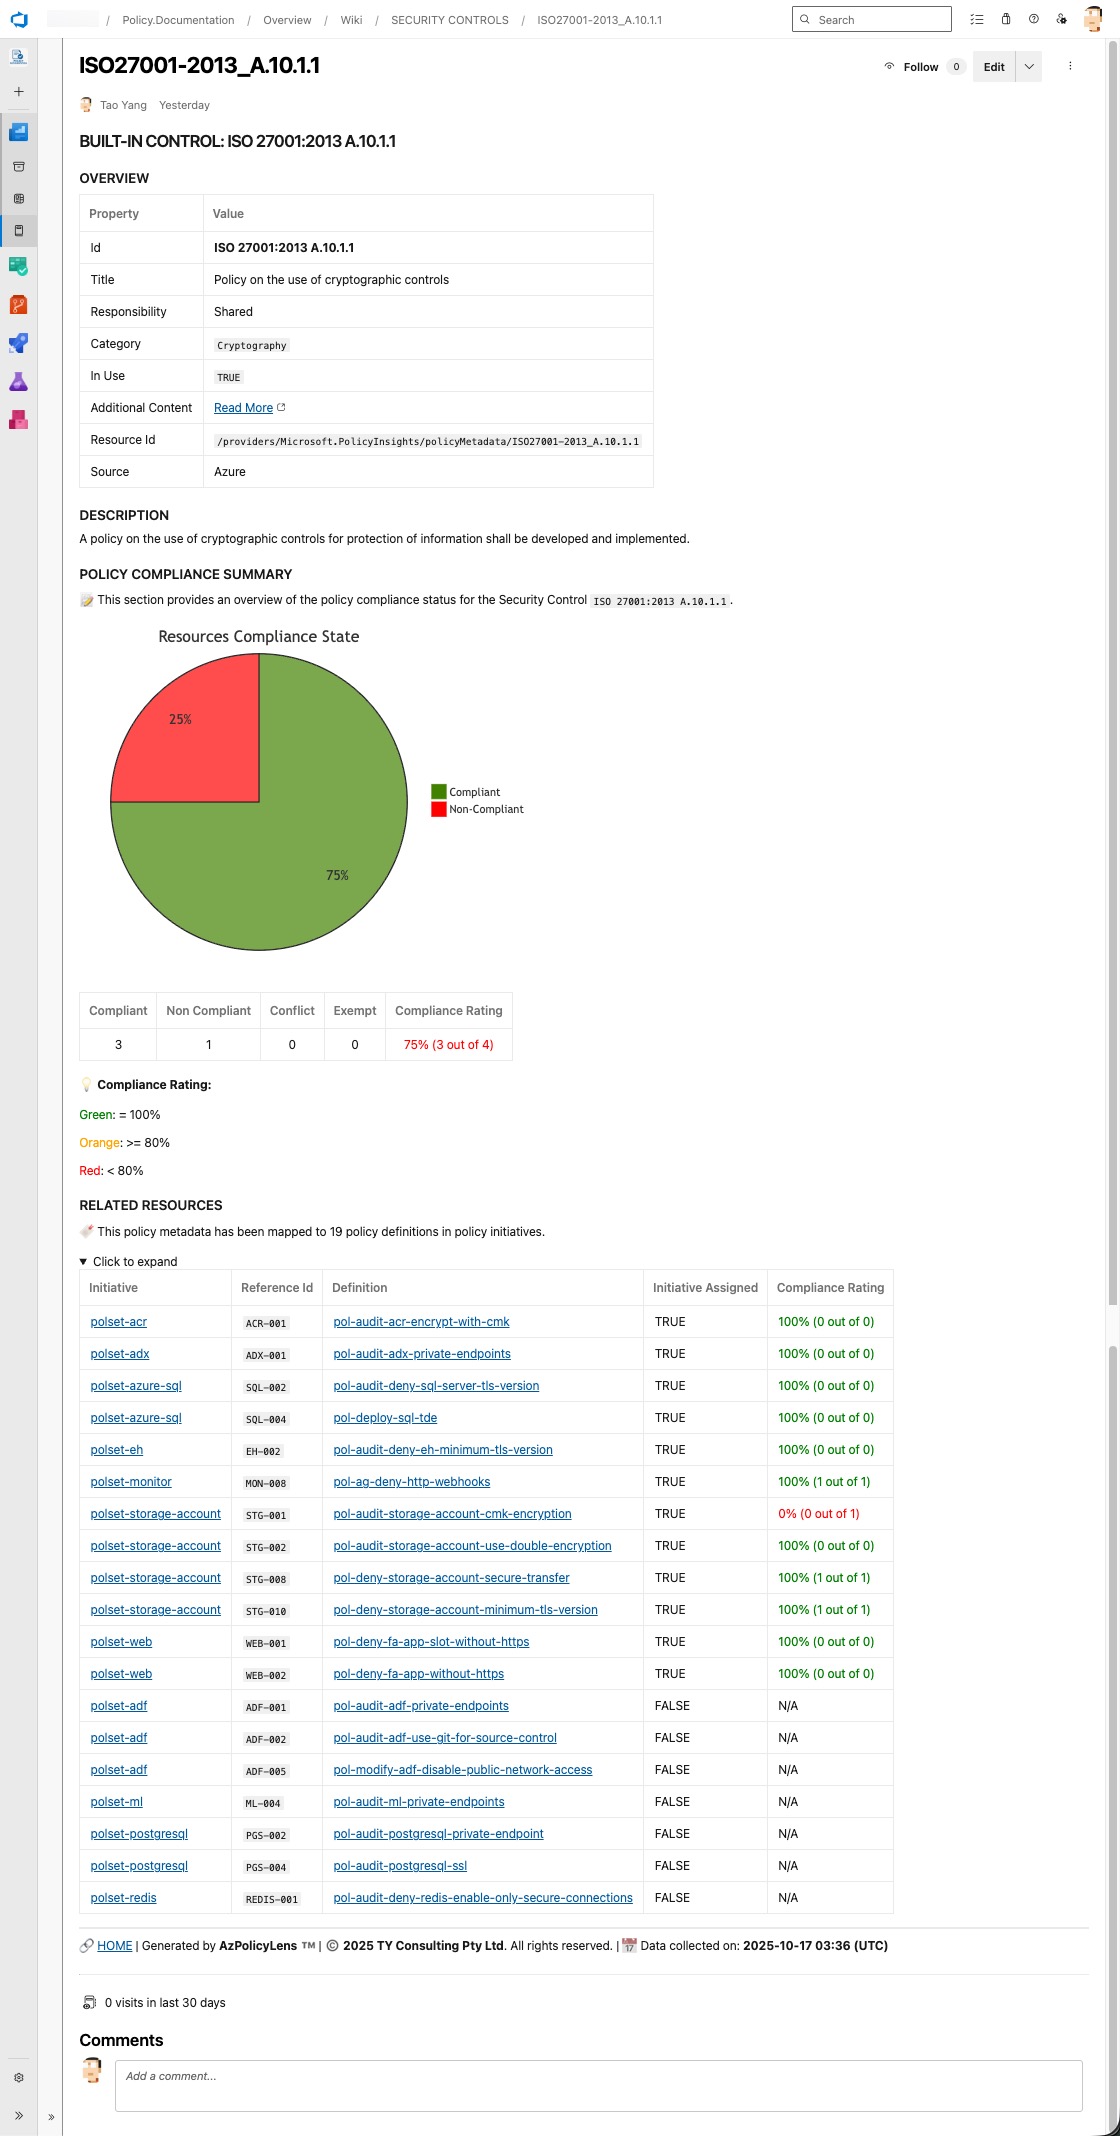 / Policy.Documentation / Overview / Wiki / SECURITY CONTROLS / ISO27001-2013_A.10.1.1
Search
ISO27001-2013_A.10.1.1
Follow 0 Edit
Tao Yang Yesterday
BUILT-IN CONTROL: ISO 27001:2013 A.10.1.1
OVERVIEW
Property Value
Id ISO 27001:2013 A.10.1.1
Title Policy on the use of cryptographic controls
Responsibility Shared
Category Cryptography
In Use TRUE
Additional Content Read More
Resource Id /providers/Microsoft.PolicyInsights/policyMetadata/ISO27001-2013_A.10.1.1
Source Azure
DESCRIPTION
A policy on the use of cryptographic controls for protection of information shall be developed and implemented.
POLICY COMPLIANCE SUMMARY
This section provides an overview of the policy compliance status for the Security Control ISO 27001:2013 A.10.1.1.
Resources Compliance State
25%
Compliant
Non-Compliant
75%
Compliant Non Compliant Conflict Exempt Compliance Rating
3 1 0 0 75% (3 out of 4)
Compliance Rating:
Green: = 100%
Orange: >= 80%
Red: < 80%
RELATED RESOURCES
This policy metadata has been mapped to 19 policy definitions in policy initiatives.
▼ Click to expand
Initiative Reference Id Definition Initiative Assigned Compliance Rating
polset-acr ACR-001 pol-audit-acr-encrypt-with-cmk TRUE 100% (0 out of 0)
polset-adx ADX-001 pol-audit-adx-private-endpoints TRUE 100% (0 out of 0)
polset-azure-sql SQL-002 pol-audit-deny-sql-server-tls-version TRUE 100% (0 out of 0)
polset-azure-sql SQL-004 pol-deploy-sql-tde TRUE 100% (0 out of 0)
polset-eh EH-002 pol-audit-deny-eh-minimum-tls-version TRUE 100% (0 out of 0)
polset-monitor MON-008 pol-ag-deny-http-webhooks TRUE 100% (1 out of 1)
polset-storage-account STG-001 pol-audit-storage-account-cmk-encryption TRUE 0% (0 out of 1)
polset-storage-account STG-002 pol-audit-storage-account-use-double-encryption TRUE 100% (0 out of 0)
polset-storage-account STG-008 pol-deny-storage-account-secure-transfer TRUE 100% (1 out of 1)
polset-storage-account STG-010 pol-deny-storage-account-minimum-tls-version TRUE 100% (1 out of 1)
polset-web WEB-001 pol-deny-fa-app-slot-without-https TRUE 100% (0 out of 0)
polset-web WEB-002 pol-deny-fa-app-without-https TRUE 100% (0 out of 0)
polset-adf ADF-001 pol-audit-adf-private-endpoints FALSE N/A
polset-adf ADF-002 pol-audit-adf-use-git-for-source-control FALSE N/A
polset-adf ADF-005 pol-modify-adf-disable-public-network-access FALSE N/A
polset-ml ML-004 pol-audit-ml-private-endpoints FALSE N/A
polset-postgresql PGS-002 pol-audit-postgresql-private-endpoint FALSE N/A
polset-postgresql PGS-004 pol-audit-postgresql-ssl FALSE N/A
polset-redis REDIS-001 pol-audit-deny-redis-enable-only-secure-connections FALSE N/A
HOME | Generated by AzPolicyLens ™ | © 2025 TY Consulting Pty Ltd. All rights reserved. | Data collected on: 2025-10-17 03:36 (UTC)
0 visits in last 30 days
Comments
Add a comment...